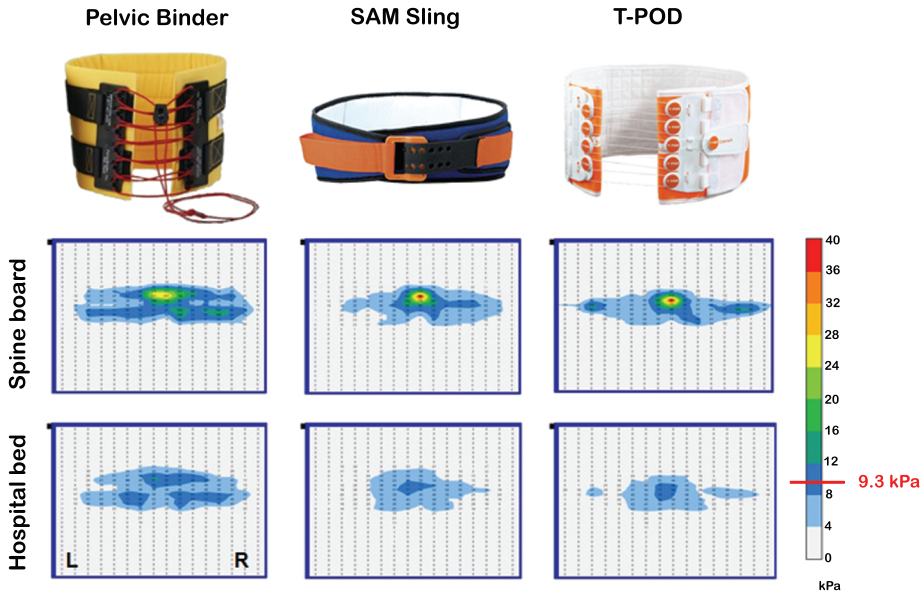 Pelvic Binder
SAM Sling
T-POD
Spine board
Hospital bed
L
R
40
36
32
28
24
20
16
12
8
4
0
kPa
9.3 kPa